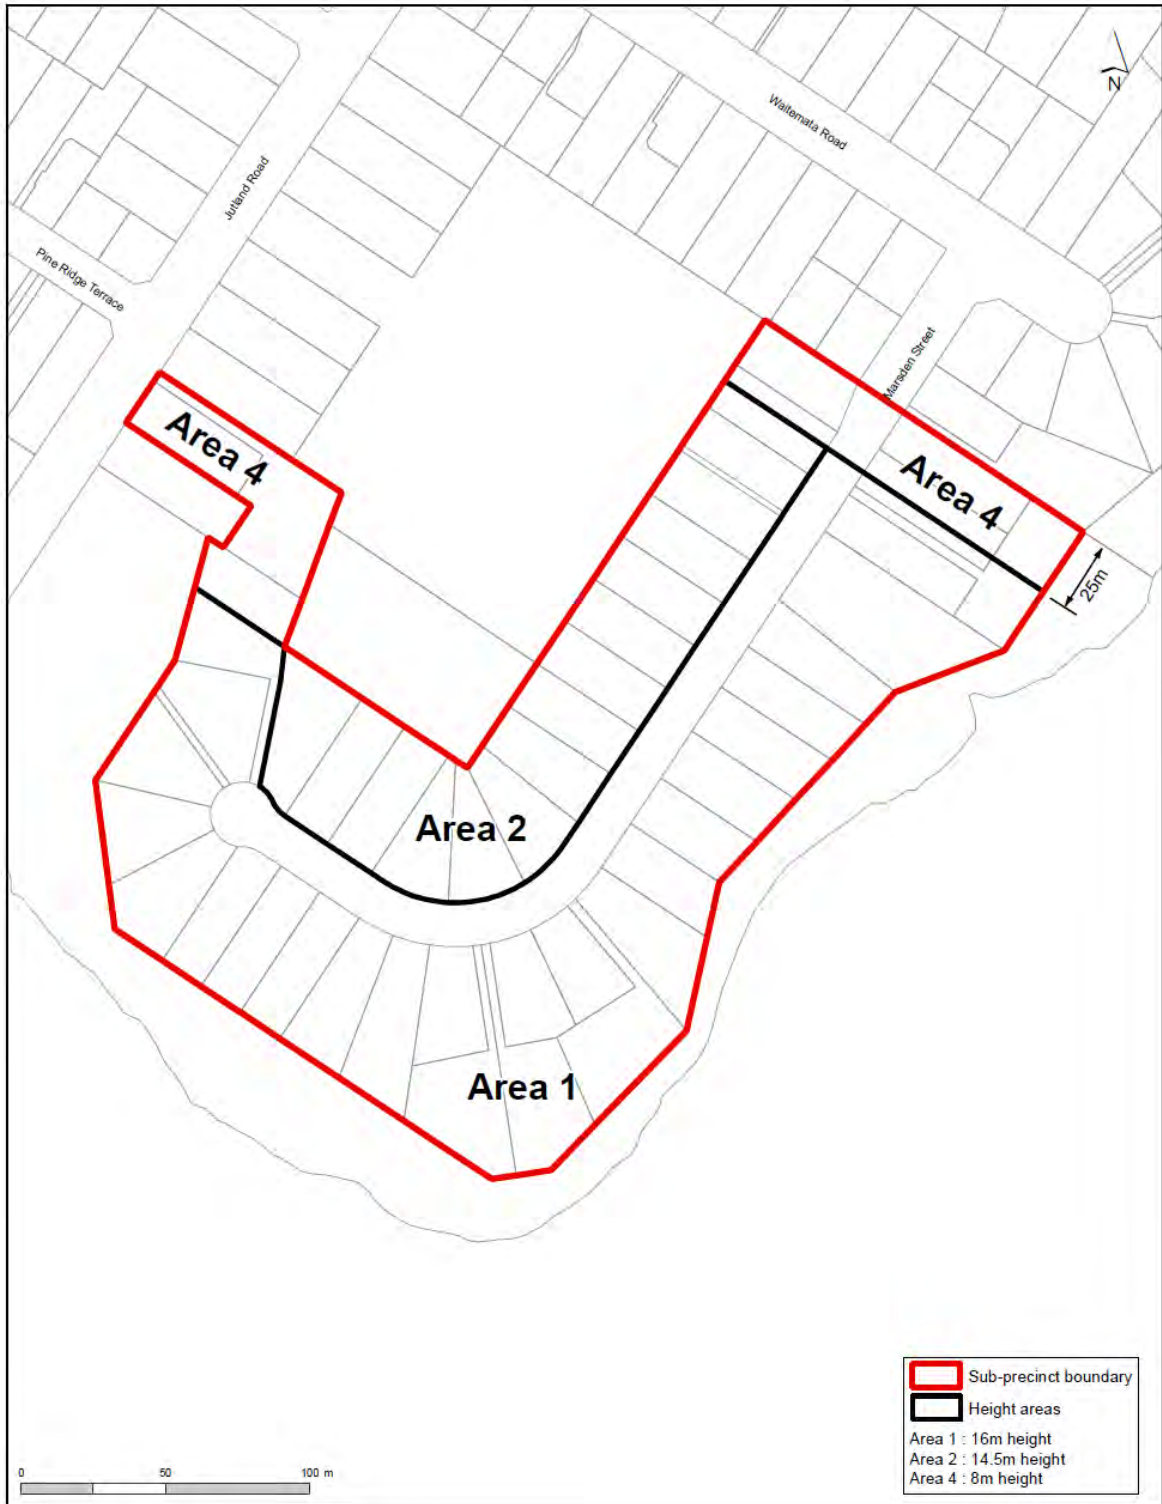 Waitemata Road
N
Jutland Road
Pine Ridge Terrace
Marsden Street
Area 4
Area 4
25m
Area 2
Area 1
Sub-precinct boundary
Height areas
Area 1 : 16m height
Area 2 : 14.5m height
Area 4 : 8m height
0 50 100 m